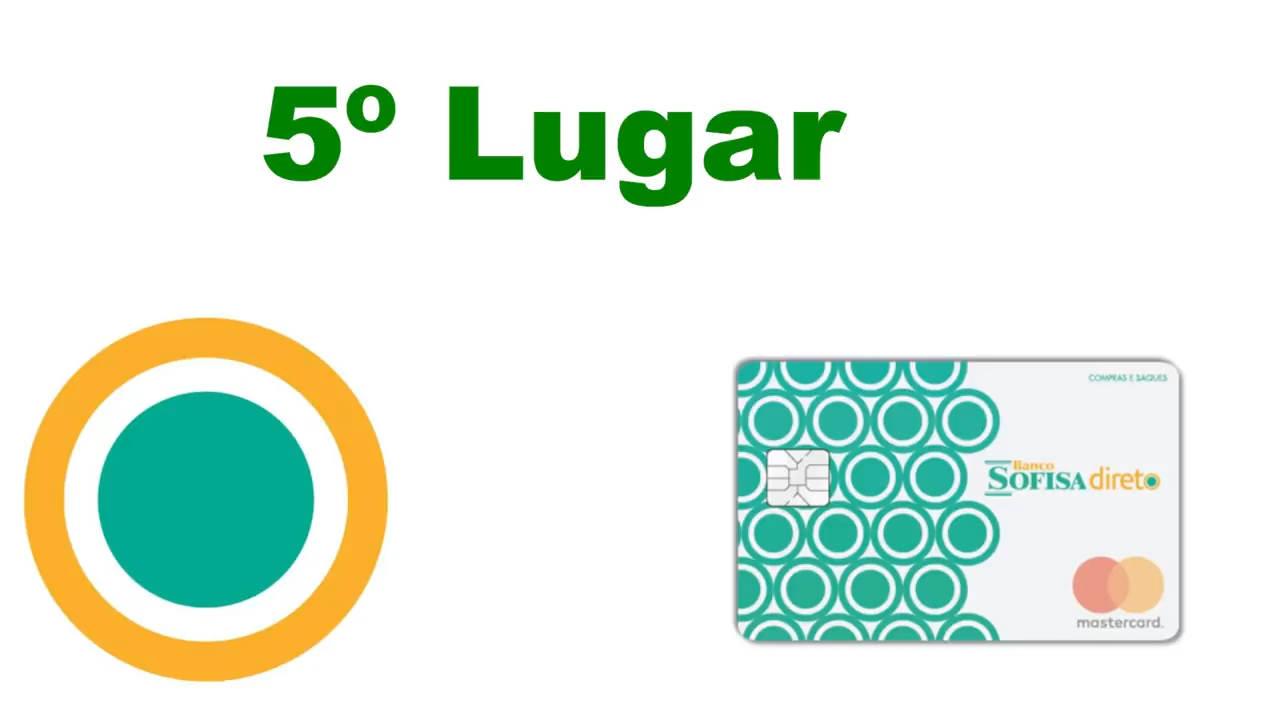 5º Lugar
COMPRAS E SAQUES
Banco
SOFISA direto
mastercard.